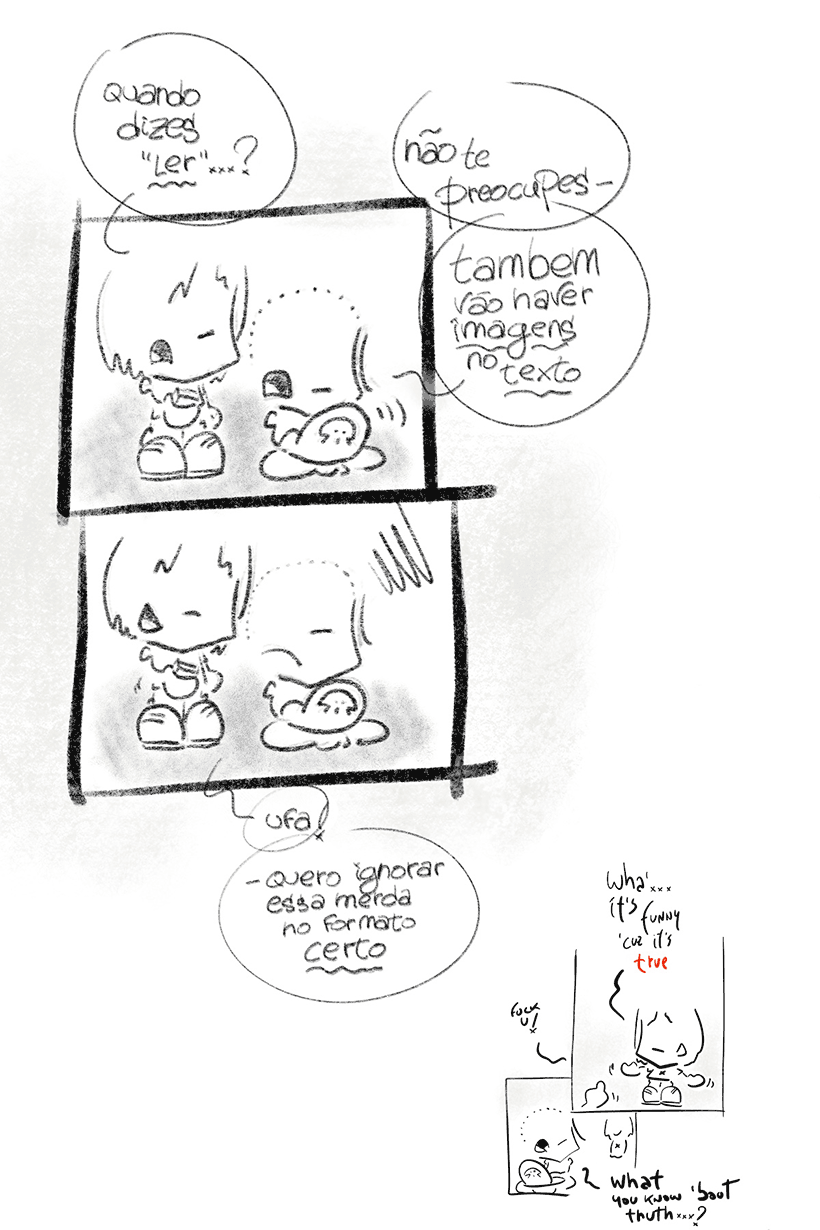 quando
dizes
"Ler"...?
não te
preocupes-
tambem
vão haver
imagens
no
texto
ufa!
-Quero ignorar
essa merda
no formato
certo
wha'...
it's
funny
'cuz it's
true
fuck
u!
what
you know 'bout
truth...?